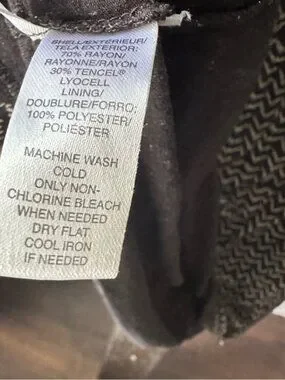 SHELL/EXTERIEUR/
TELA EXTERIOR:
70% RAYON/
RAYONNE/RAYON
30% TENCEL®
LYOCELL
LINING/
DOUBLURE/FORRO:
100% POLYESTER/
POLIESTER
MACHINE WASH
COLD
ONLY NON-
CHLORINE BLEACH
WHEN NEEDED
DRY FLAT
COOL IRON
IF NEEDED